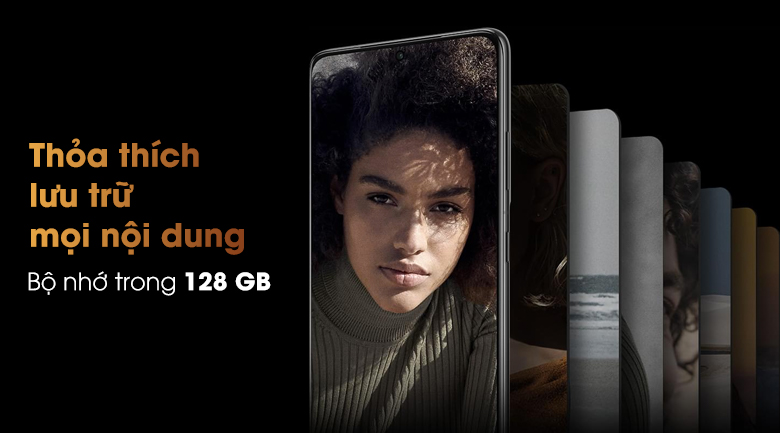 Thỏa thích
lưu trữ
mọi nội dung
Bộ nhớ trong 128 GB